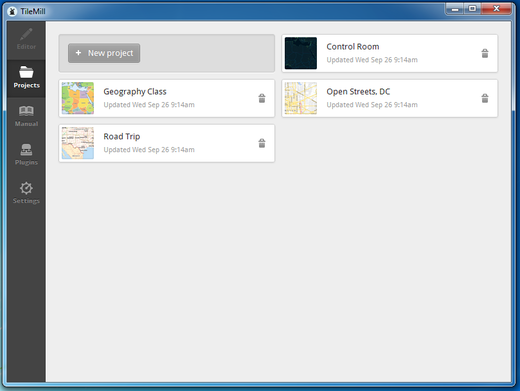 TileMill
Editor
Projects
Manual
Plugins
Settings
+ New project
Control Room
Updated Wed Sep 26 9:14am
Geography Class
Updated Wed Sep 26 9:14am
Open Streets, DC
Updated Wed Sep 26 9:14am
Road Trip
Updated Wed Sep 26 9:14am